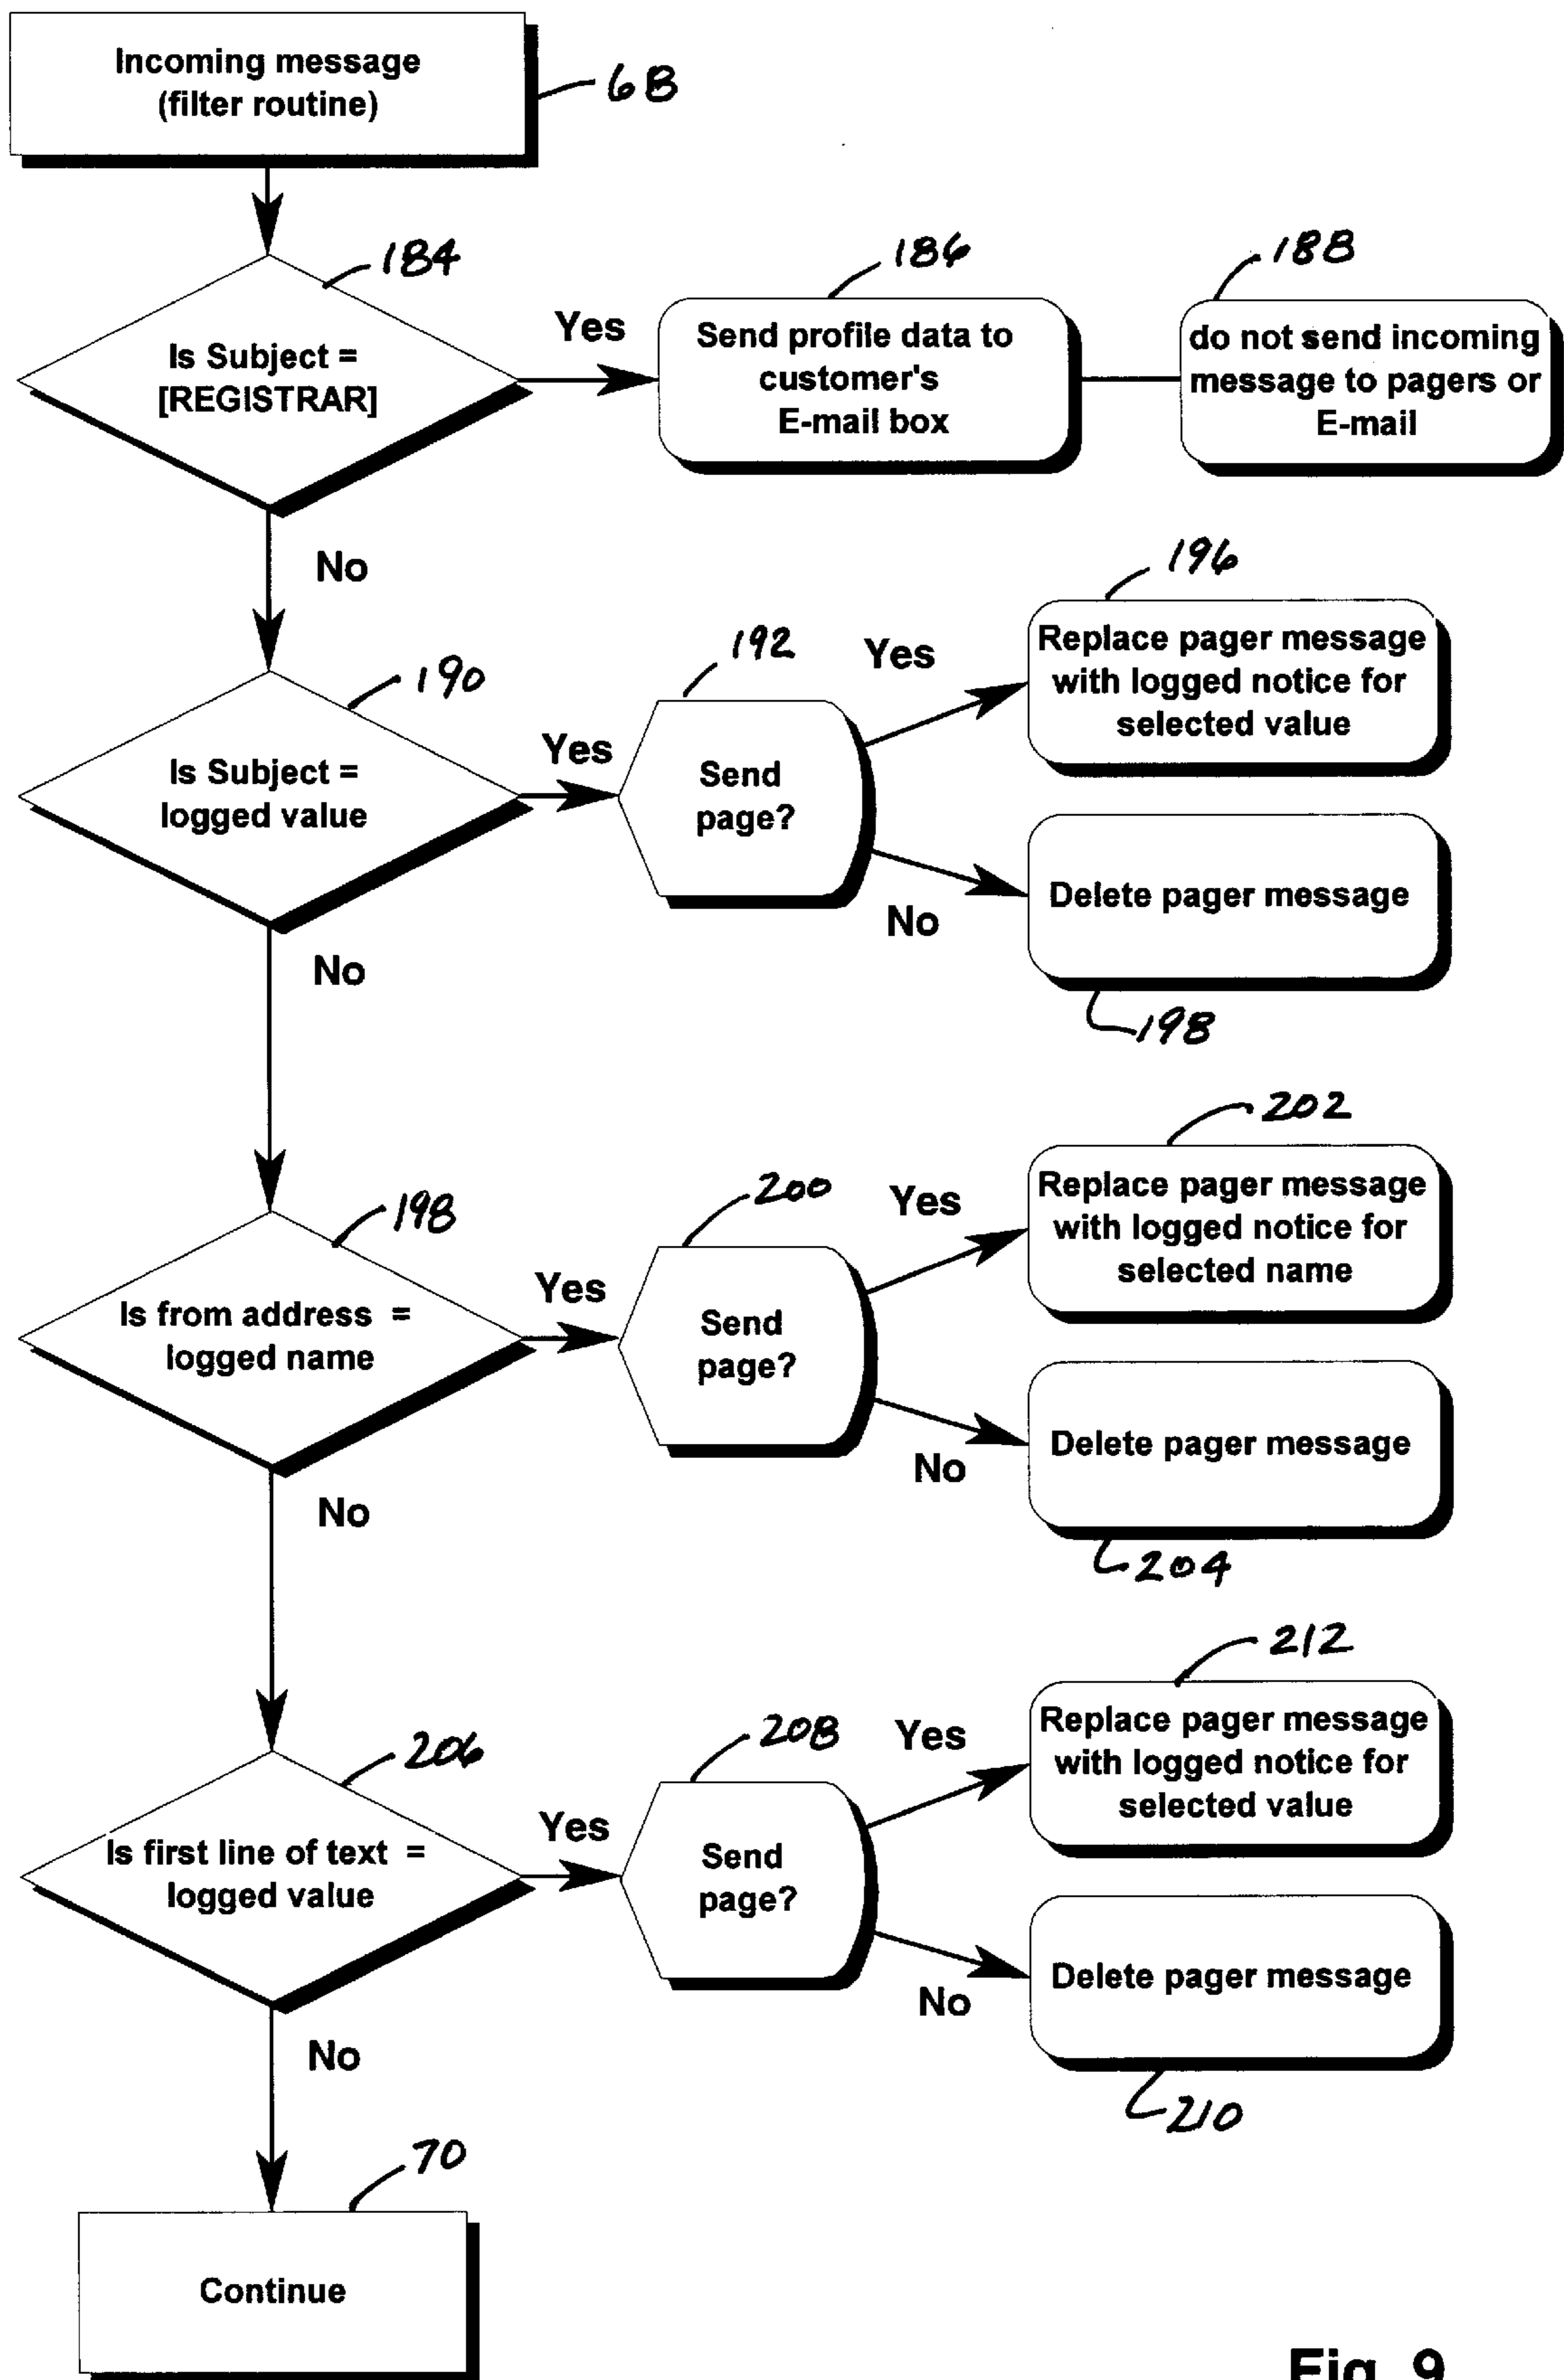 Incoming message
(filter routine)
68
184
Is Subject =
[REGISTRAR]
Yes
186
Send profile data to
customer's
E-mail box
188
do not send incoming
message to pagers or
E-mail
No
190
Is Subject =
logged value
Yes
192
Send
page?
Yes
196
Replace pager message
with logged notice for
selected value
No
Delete pager message
198
No
198
Is from address =
logged name
Yes
200
Send
page?
Yes
202
Replace pager message
with logged notice for
selected name
No
Delete pager message
204
No
206
Is first line of text =
logged value
Yes
208
Send
page?
Yes
212
Replace pager message
with logged notice for
selected value
No
Delete pager message
210
No
70
Continue
Fig. 9